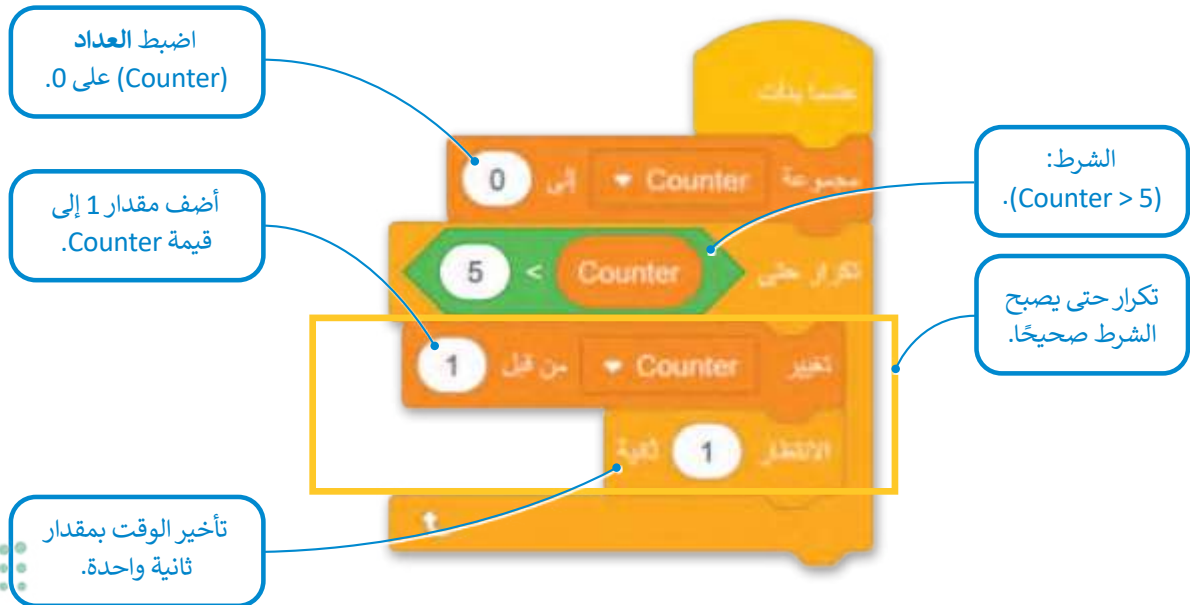 اضبط العداد
(Counter) على 0.
عندما بدأت
مجموعة Counter إلى 0
الشرط:
(Counter > 5).
أضف مقدار 1 إلى
قيمة Counter.
تكرار حتى Counter > 5
تكرار حتى يصبح
الشرط صحيحًا.
تغيير Counter من قبل 1
الانتظار 1 ثانية
تأخير الوقت بمقدار
ثانية واحدة.